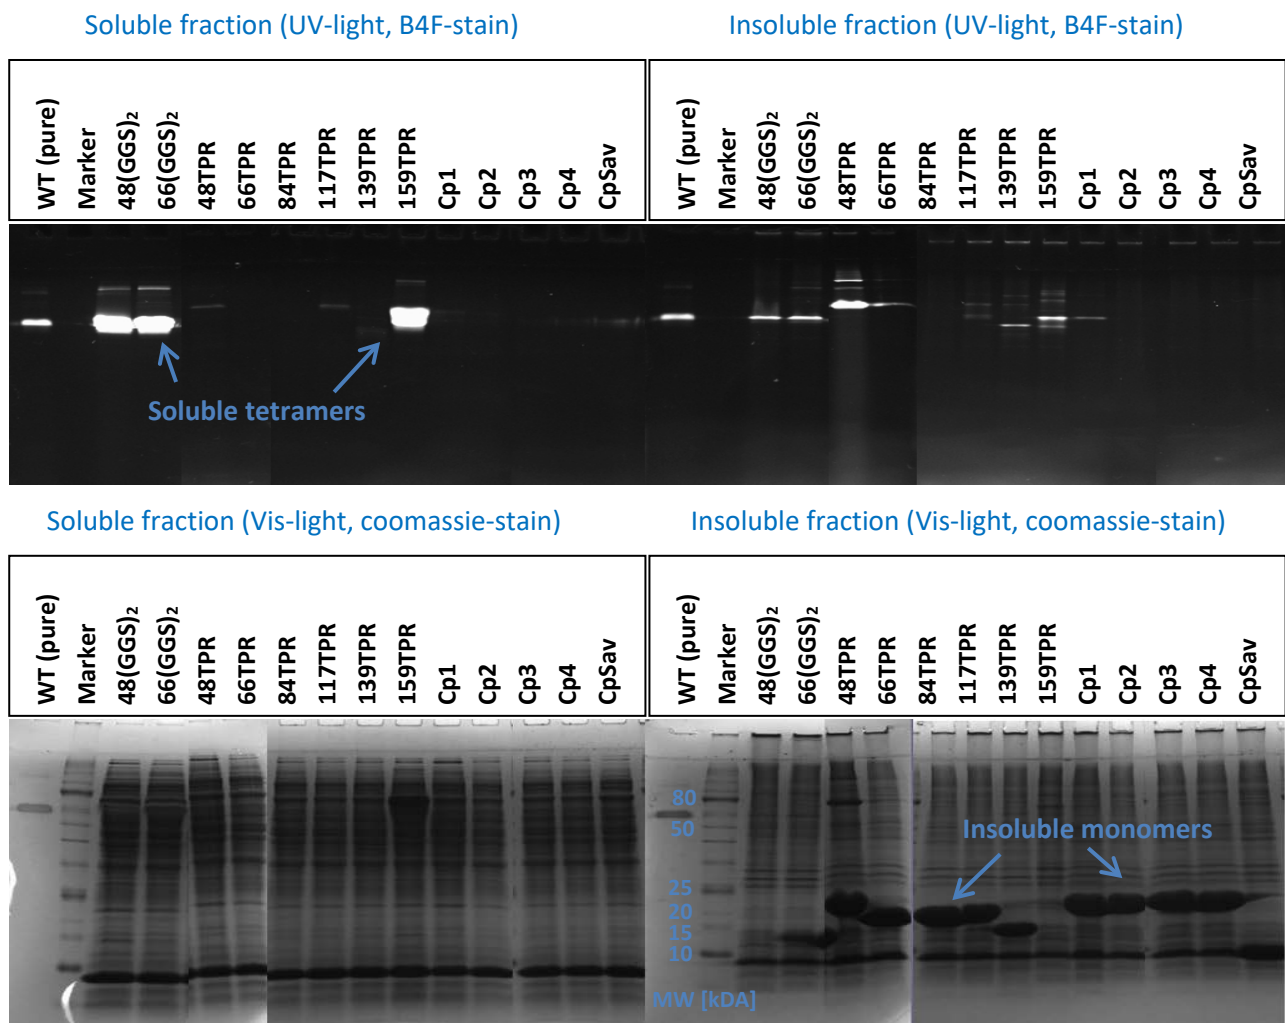 Soluble fraction (UV-light, B4F-stain)
Insoluble fraction (UV-light, B4F-stain)
WT (pure)
Marker
48(GGS)₂
66(GGS)₂
48TPR
66TPR
84TPR
117TPR
139TPR
159TPR
Cp1
Cp2
Cp3
Cp4
CpSav
WT (pure)
Marker
48(GGS)₂
66(GGS)₂
48TPR
66TPR
84TPR
117TPR
139TPR
159TPR
Cp1
Cp2
Cp3
Cp4
CpSav
Soluble tetramers
Soluble fraction (Vis-light, coomassie-stain)
Insoluble fraction (Vis-light, coomassie-stain)
WT (pure)
Marker
48(GGS)₂
66(GGS)₂
48TPR
66TPR
84TPR
117TPR
139TPR
159TPR
Cp1
Cp2
Cp3
Cp4
CpSav
WT (pure)
Marker
48(GGS)₂
66(GGS)₂
48TPR
66TPR
84TPR
117TPR
139TPR
159TPR
Cp1
Cp2
Cp3
Cp4
CpSav
80
50
Insoluble monomers
25
20
15
10
MW [kDA]